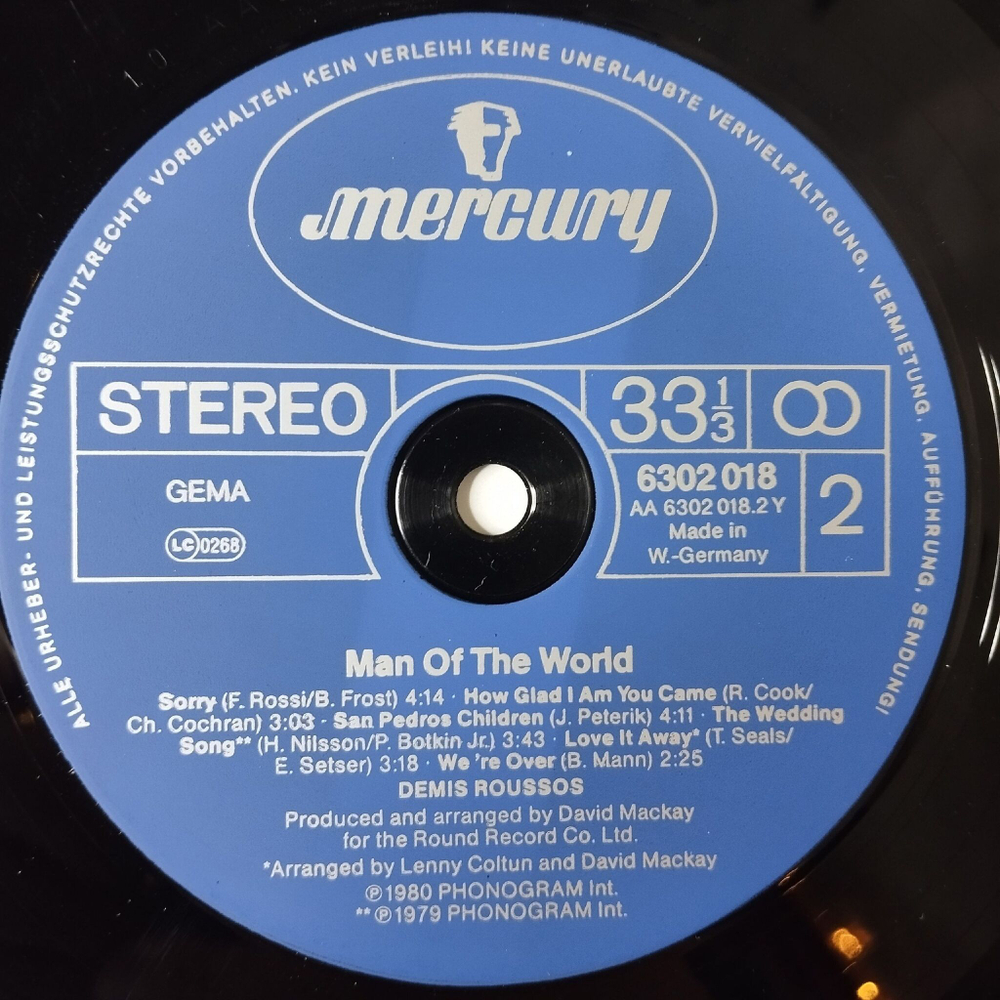 ALLE URHEBER- UND LEISTUNGSSCHUTZRECHTE VORBEHALTEN. KEIN VERLEIH! KEINE UNERLAUBTE VERVIELFÄLTIGUNG, VERMIETUNG, AUFFÜHRUNG, SENDUNG!
mercury
STEREO
33 1/3
GEMA
LC 0268
6302 018
AA 6302 018.2 Y
Made in
W.-Germany
2
Man Of The World
Sorry (F. Rossi/B. Frost) 4:14 · How Glad I Am You Came (R. Cook/
Ch. Cochran) 3:03 · San Pedros Children (J. Peterik) 4:11 · The Wedding
Song** (H. Nilsson/P. Botkin Jr.) 3:43 · Love It Away* (T. Seals/
E. Setser) 3:18 · We 're Over (B. Mann) 2:25
DEMIS ROUSSOS
Produced and arranged by David Mackay
for the Round Record Co. Ltd.
*Arranged by Lenny Coltun and David Mackay
℗ 1980 PHONOGRAM Int.
** ℗ 1979 PHONOGRAM Int.